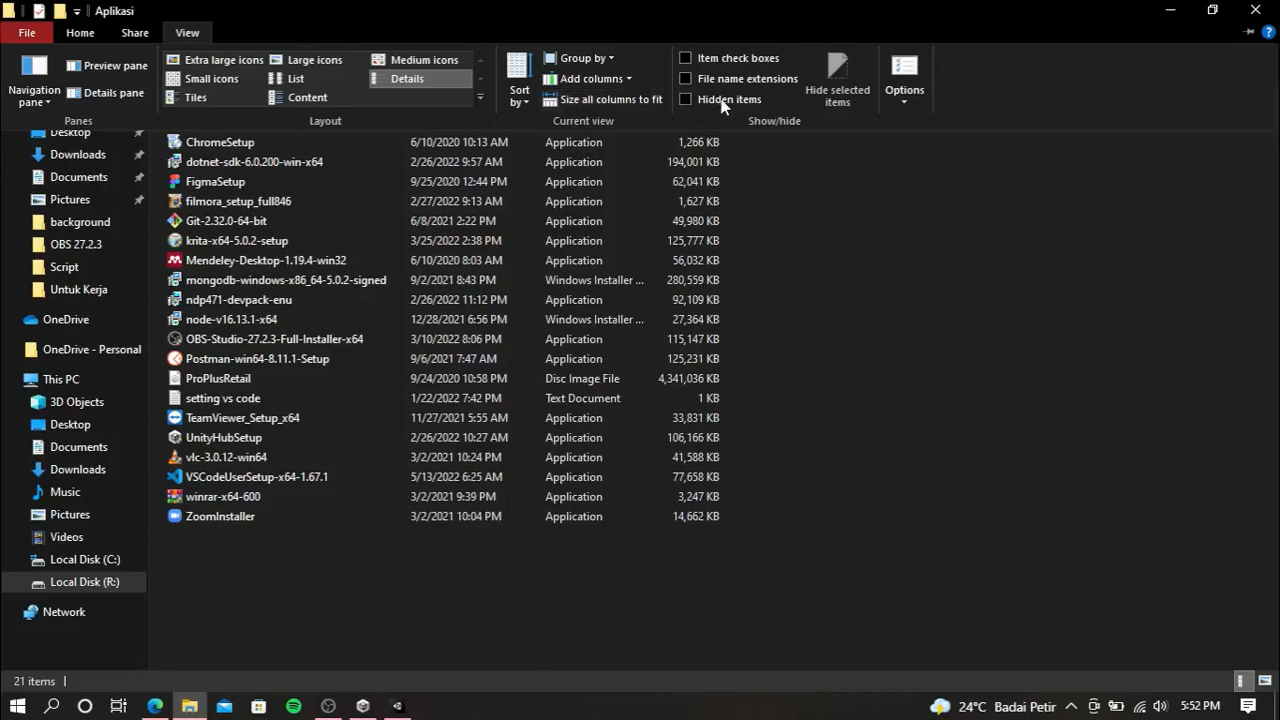 Aplikasi
File Home Share View
Navigation pane
Preview pane
Details pane
Panes
Extra large icons Large icons Medium icons
Small icons List Details
Tiles Content
Layout
Sort by
Group by
Add columns
Size all columns to fit
Current view
Item check boxes
File name extensions
Hidden items
Hide selected items
Show/hide
Options
Desktop
Downloads
Documents
Pictures
background
OBS 27.2.3
Script
Untuk Kerja
OneDrive
OneDrive - Personal
This PC
3D Objects
Desktop
Documents
Downloads
Music
Pictures
Videos
Local Disk (C:)
Local Disk (R:)
Network
ChromeSetup 6/10/2020 10:13 AM Application 1,266 KB
dotnet-sdk-6.0.200-win-x64 2/26/2022 9:57 AM Application 194,001 KB
FigmaSetup 9/25/2020 12:44 PM Application 62,041 KB
filmora_setup_full846 2/27/2022 9:13 AM Application 1,627 KB
Git-2.32.0-64-bit 6/8/2021 2:22 PM Application 49,980 KB
krita-x64-5.0.2-setup 3/25/2022 2:38 PM Application 125,777 KB
Mendeley-Desktop-1.19.4-win32 6/10/2020 8:03 AM Application 56,032 KB
mongodb-windows-x86_64-5.0.2-signed 9/2/2021 8:43 PM Windows Installer ... 280,559 KB
ndp471-devpack-enu 2/26/2022 11:12 PM Application 92,109 KB
node-v16.13.1-x64 12/28/2021 6:56 PM Windows Installer ... 27,364 KB
OBS-Studio-27.2.3-Full-Installer-x64 3/10/2022 8:06 PM Application 115,147 KB
Postman-win64-8.11.1-Setup 9/6/2021 7:47 AM Application 125,231 KB
ProPlusRetail 9/24/2020 10:58 PM Disc Image File 4,341,036 KB
setting vs code 1/22/2022 7:42 PM Text Document 1 KB
TeamViewer_Setup_x64 11/27/2021 5:55 AM Application 33,831 KB
UnityHubSetup 2/26/2022 10:27 AM Application 106,166 KB
vlc-3.0.12-win64 3/2/2021 10:24 PM Application 41,588 KB
VSCodeUserSetup-x64-1.67.1 5/13/2022 6:25 AM Application 77,658 KB
winrar-x64-600 3/2/2021 9:39 PM Application 3,247 KB
ZoomInstaller 3/2/2021 10:04 PM Application 14,662 KB
21 items
24°C Badai Petir 5:52 PM